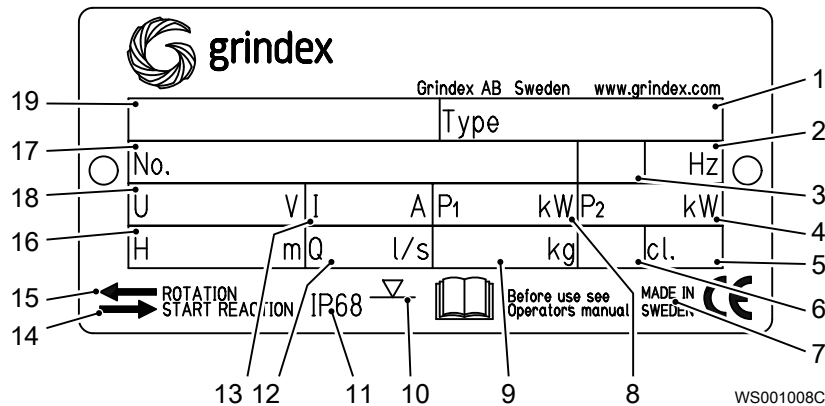 grindex
Grindex AB Sweden www.grindex.com
19 1
Type
17 2
No. Hz
18 3
U V I A P1 kW P2 kW
16 4
H m Q l/s kg cl.
5
15 ROTATION
START REACTION
14
IP68
Before use see
Operator's manual
MADE IN
SWEDEN
CE
6
7
13 12 11 10 9 8
WS001008C